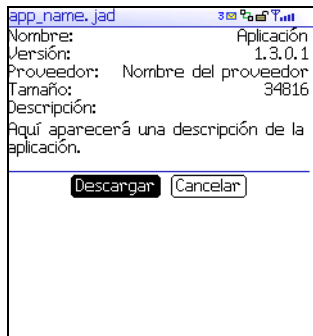 app_name.jad 3
Nombre: Aplicación
Versión: 1.3.0.1
Proveedor: Nombre del proveedor
Tamaño: 34816
Descripción:
Aquí aparecerá una descripción de la
aplicación.
Descargar Cancelar